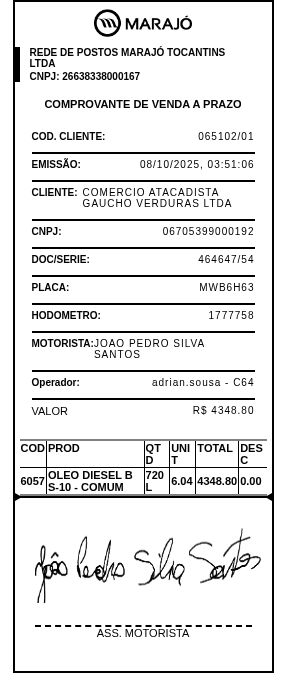 MARAJÓ
REDE DE POSTOS MARAJÓ TOCANTINS
LTDA
CNPJ: 26638338000167
COMPROVANTE DE VENDA A PRAZO
COD. CLIENTE: 065102/01
EMISSÃO: 08/10/2025, 03:51:06
CLIENTE: COMERCIO ATACADISTA
GAUCHO VERDURAS LTDA
CNPJ: 06705399000192
DOC/SERIE: 464647/54
PLACA: MWB6H63
HODOMETRO: 1777758
MOTORISTA:JOAO PEDRO SILVA
SANTOS
Operador: adrian.sousa - C64
VALOR R$ 4348.80
COD PROD QT UNI TOTAL DES
D T C
6057 OLEO DIESEL B 720 6.04 4348.80 0.00
S-10 - COMUM L
João Pedro Silva Santos
ASS. MOTORISTA